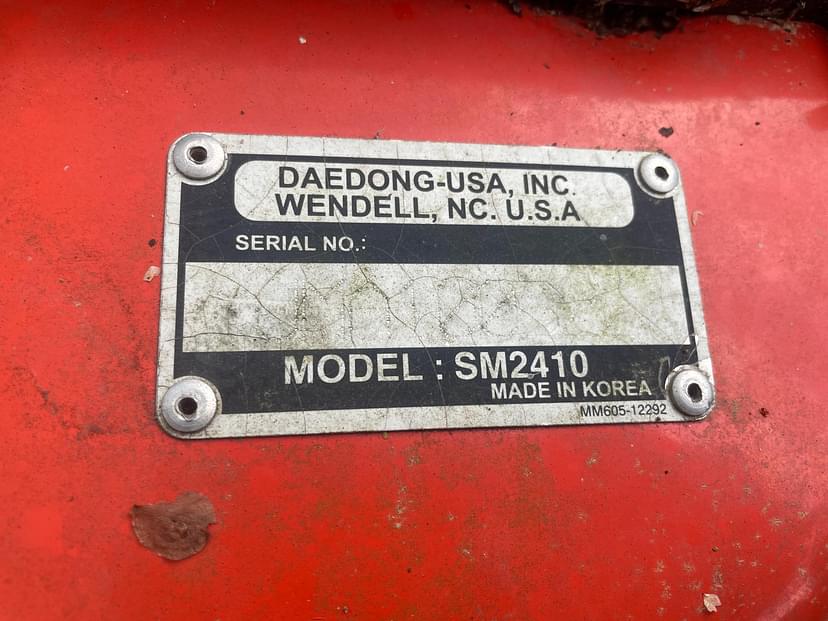 DAEDONG-USA, INC.
WENDELL, NC. U.S.A
SERIAL NO.:
MODEL : SM2410
MADE IN KOREA
MM605-12292